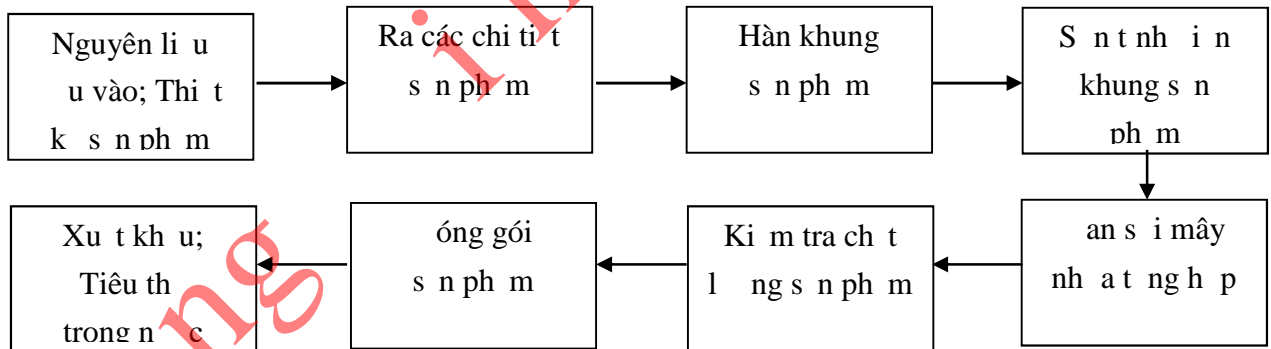 Nguyên li u
u vào; Thi t
k s n ph m
Ra các chi ti t
s n ph m
Hàn khung
s n ph m
S n t nh i n
khung s n
ph m
an s i mây
nh a t ng h p
Ki m tra ch t
l ng s n ph m
óng gói
s n ph m
Xu t kh u;
Tiêu th
trong n c